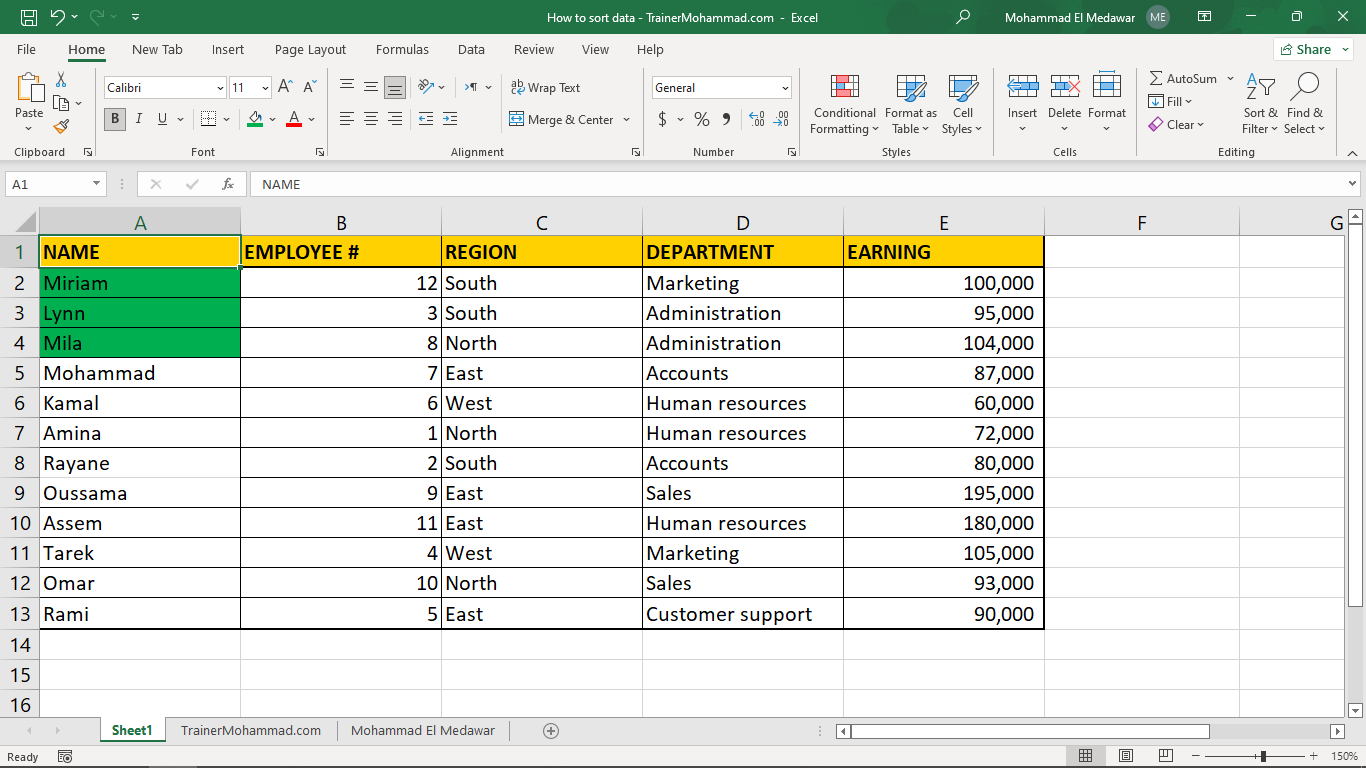 How to sort data - TrainerMohammad.com - Excel
Mohammad El Medawar ME
File Home New Tab Insert Page Layout Formulas Data Review View Help Share
Paste
Clipboard
Calibri 11
B I U A
Font
Wrap Text
Merge & Center
Alignment
General
$ % 9
Number
Conditional Formatting
Format as Table
Cell Styles
Styles
Insert Delete Format
Cells
AutoSum
Fill
Clear
Sort & Filter
Find & Select
Editing
A1 fx NAME
A B C D E F G
1 NAME EMPLOYEE # REGION DEPARTMENT EARNING
2 Miriam 12 South Marketing 100,000
3 Lynn 3 South Administration 95,000
4 Mila 8 North Administration 104,000
5 Mohammad 7 East Accounts 87,000
6 Kamal 6 West Human resources 60,000
7 Amina 1 North Human resources 72,000
8 Rayane 2 South Accounts 80,000
9 Oussama 9 East Sales 195,000
10 Assem 11 East Human resources 180,000
11 Tarek 4 West Marketing 105,000
12 Omar 10 North Sales 93,000
13 Rami 5 East Customer support 90,000
14
15
16
Sheet1 TrainerMohammad.com Mohammad El Medawar
Ready 150%